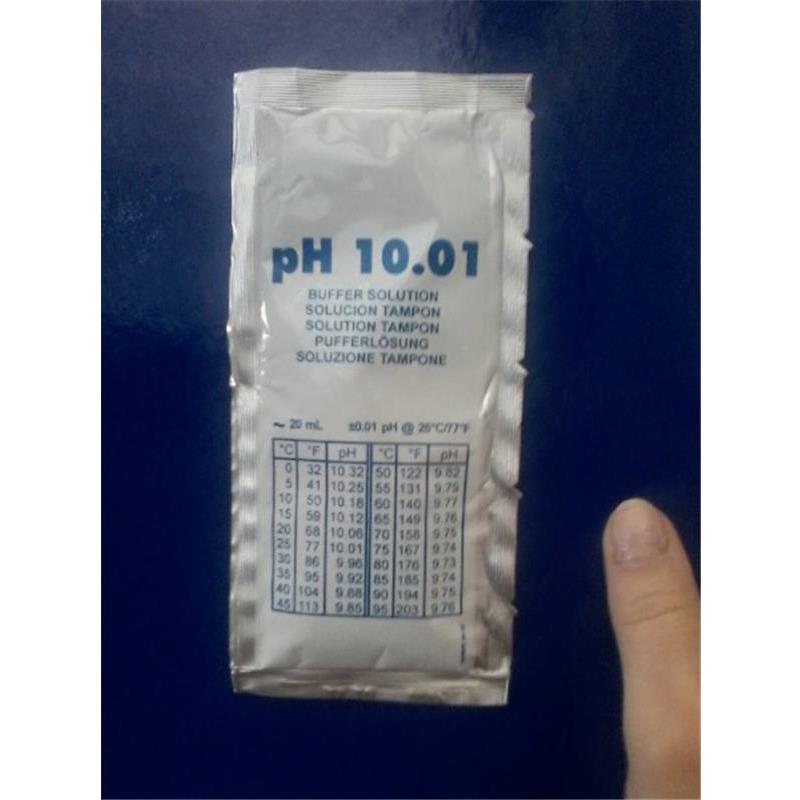 pH 10.01
BUFFER SOLUTION
SOLUCION TAMPON
SOLUTION TAMPON
PUFFERLÖSUNG
SOLUZIONE TAMPONE
~ 20 mL ±0.01 pH @ 25°C/77°F
°C °F pH °C °F pH
0 32 10.32 50 122 9.82
5 41 10.25 55 131 9.79
10 50 10.18 60 140 9.77
15 59 10.12 65 149 9.76
20 68 10.06 70 158 9.75
25 77 10.01 75 167 9.74
30 86 9.96 80 176 9.73
35 95 9.92 85 185 9.74
40 104 9.88 90 194 9.75
45 113 9.85 95 203 9.76